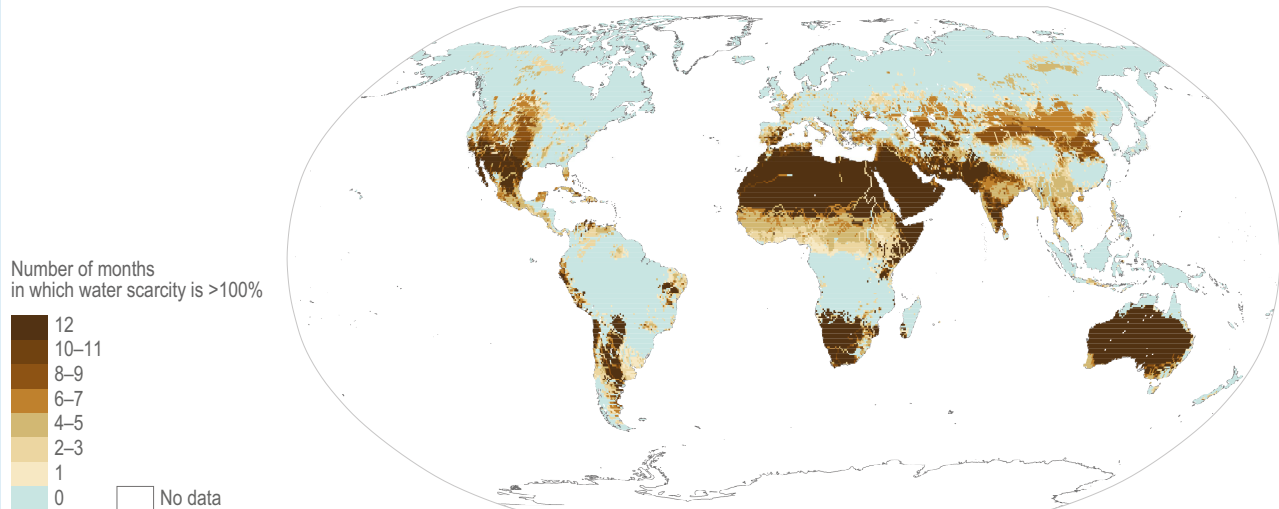 Number of months
in which water scarcity is >100%
12
10–11
8–9
6–7
4–5
2–3
1
0
No data